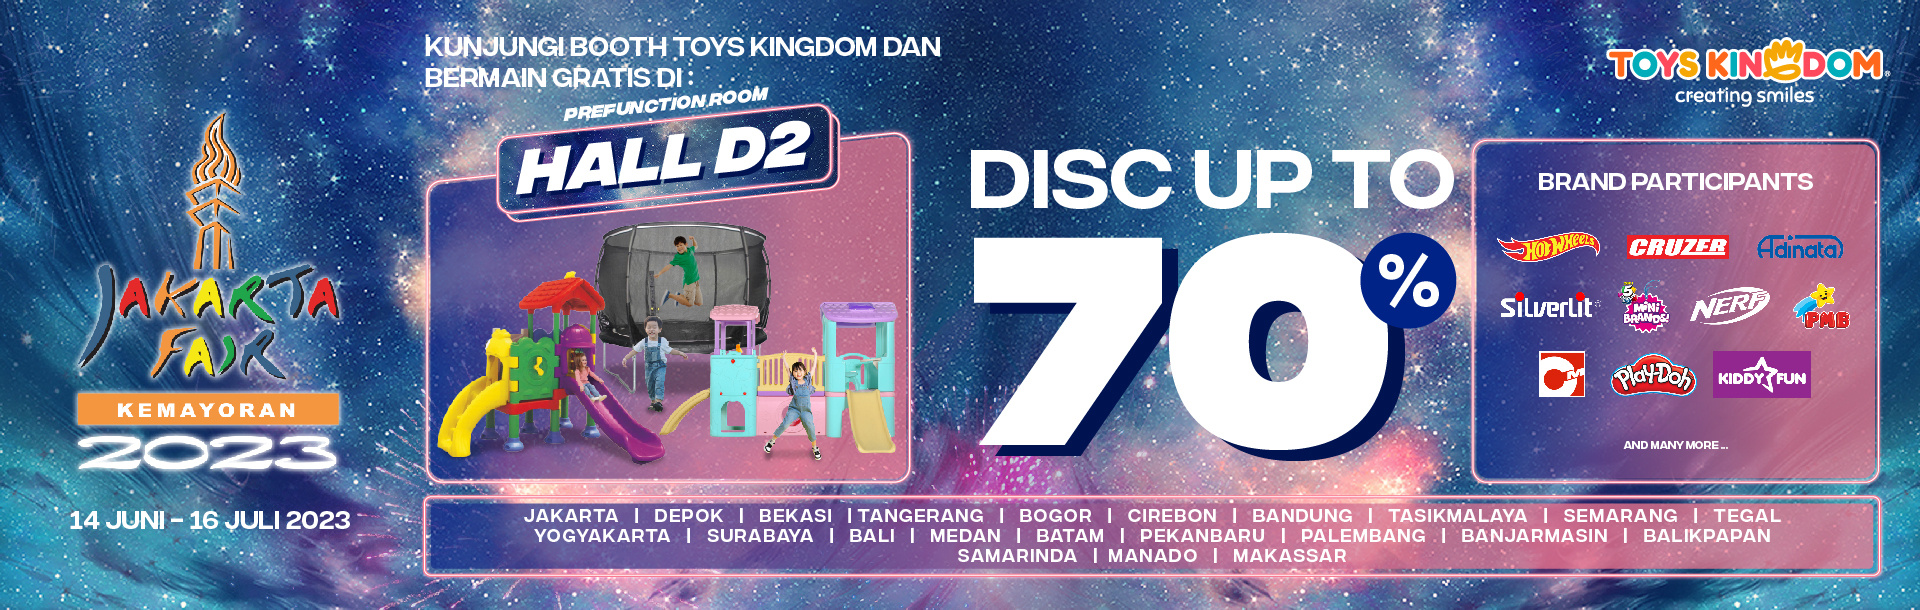 JAKARTA
FAIR
KEMAYORAN
2023
14 JUNI - 16 JULI 2023
KUNJUNGI BOOTH TOYS KINGDOM DAN
BERMAIN GRATIS DI :
PREFUNCTION ROOM
HALL D2
DISC UP TO
70%
TOYS KINGDOM®
creating smiles
BRAND PARTICIPANTS
Hot Wheels CRUZER Adinata
Silverlit 5 MiNi BRANDS! NERF PMB
Play-Doh KIDDY FUN
AND MANY MORE ...
JAKARTA | DEPOK | BEKASI | TANGERANG | BOGOR | CIREBON | BANDUNG | TASIKMALAYA | SEMARANG | TEGAL
YOGYAKARTA | SURABAYA | BALI | MEDAN | BATAM | PEKANBARU | PALEMBANG | BANJARMASIN | BALIKPAPAN
SAMARINDA | MANADO | MAKASSAR